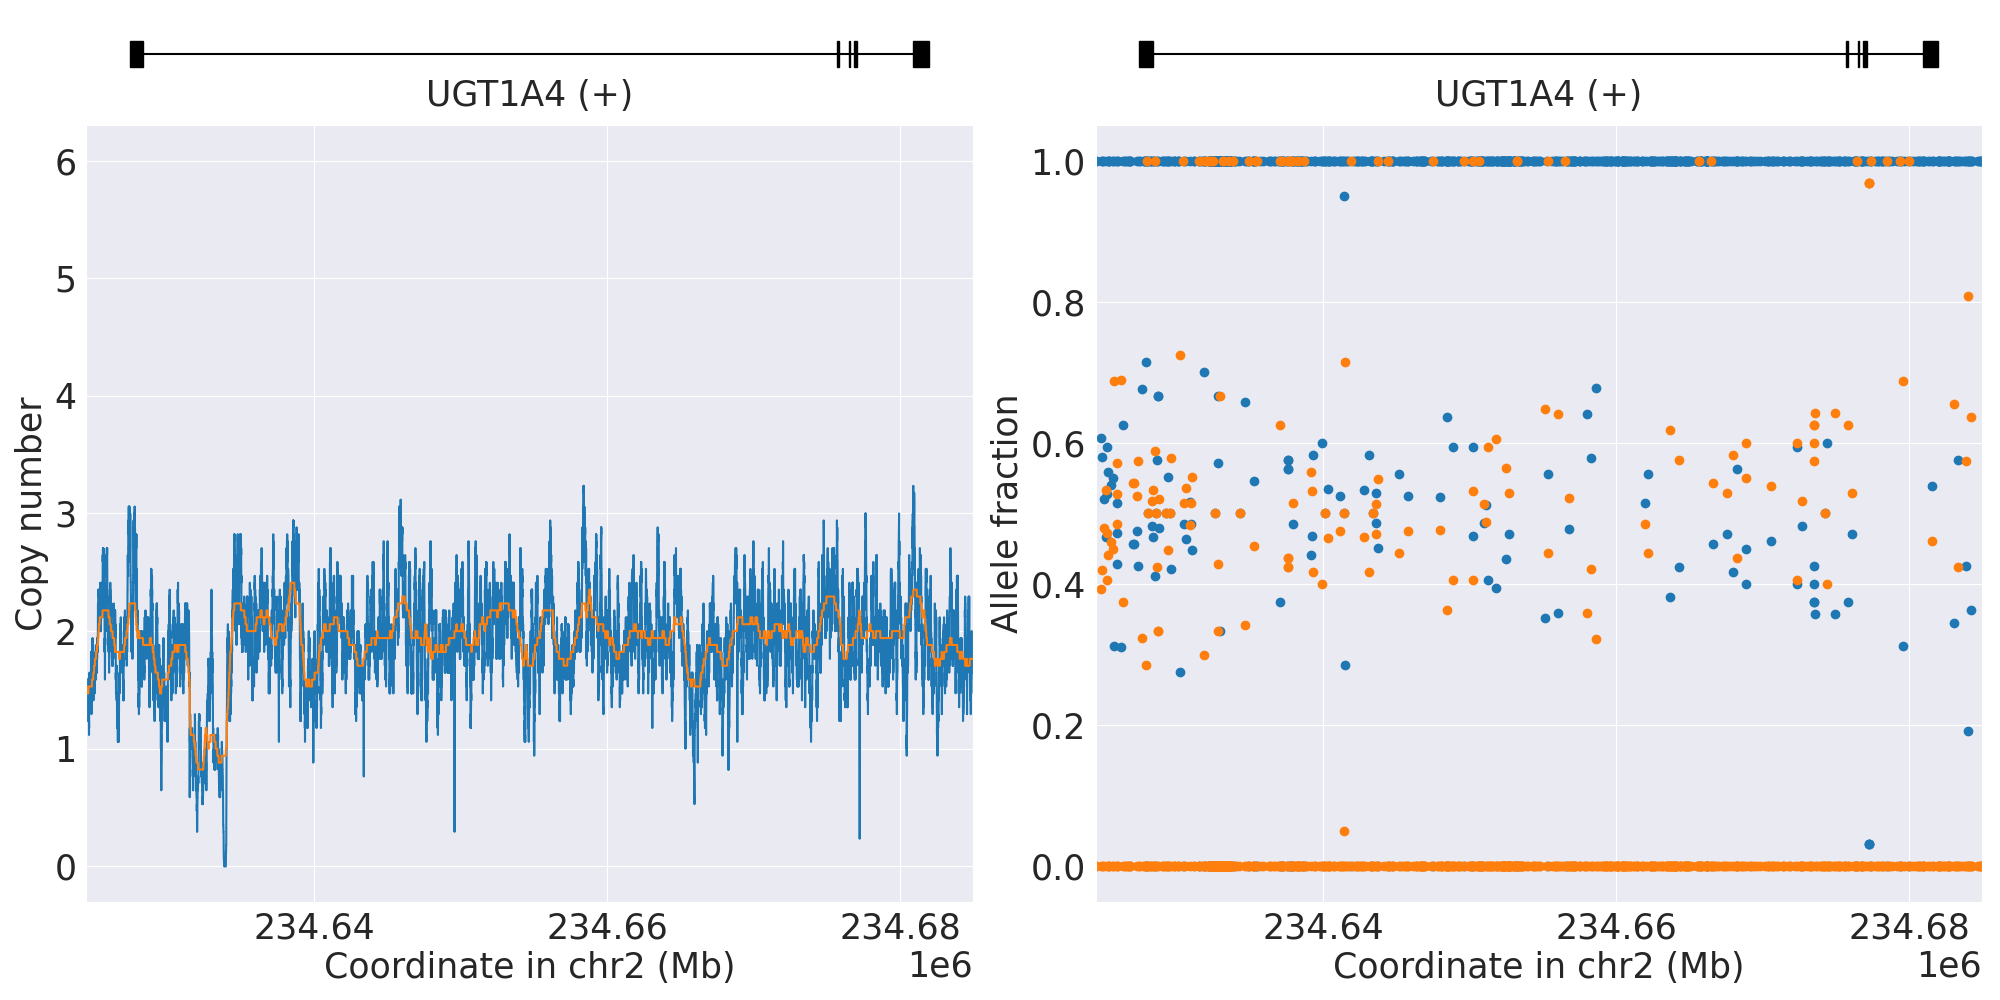 UGT1A4 (+)
6
5
4
3
2
1
0
Copy number
234.64 234.66 234.68
1e6
Coordinate in chr2 (Mb)
UGT1A4 (+)
1.0
0.8
0.6
0.4
0.2
0.0
Allele fraction
234.64 234.66 234.68
1e6
Coordinate in chr2 (Mb)